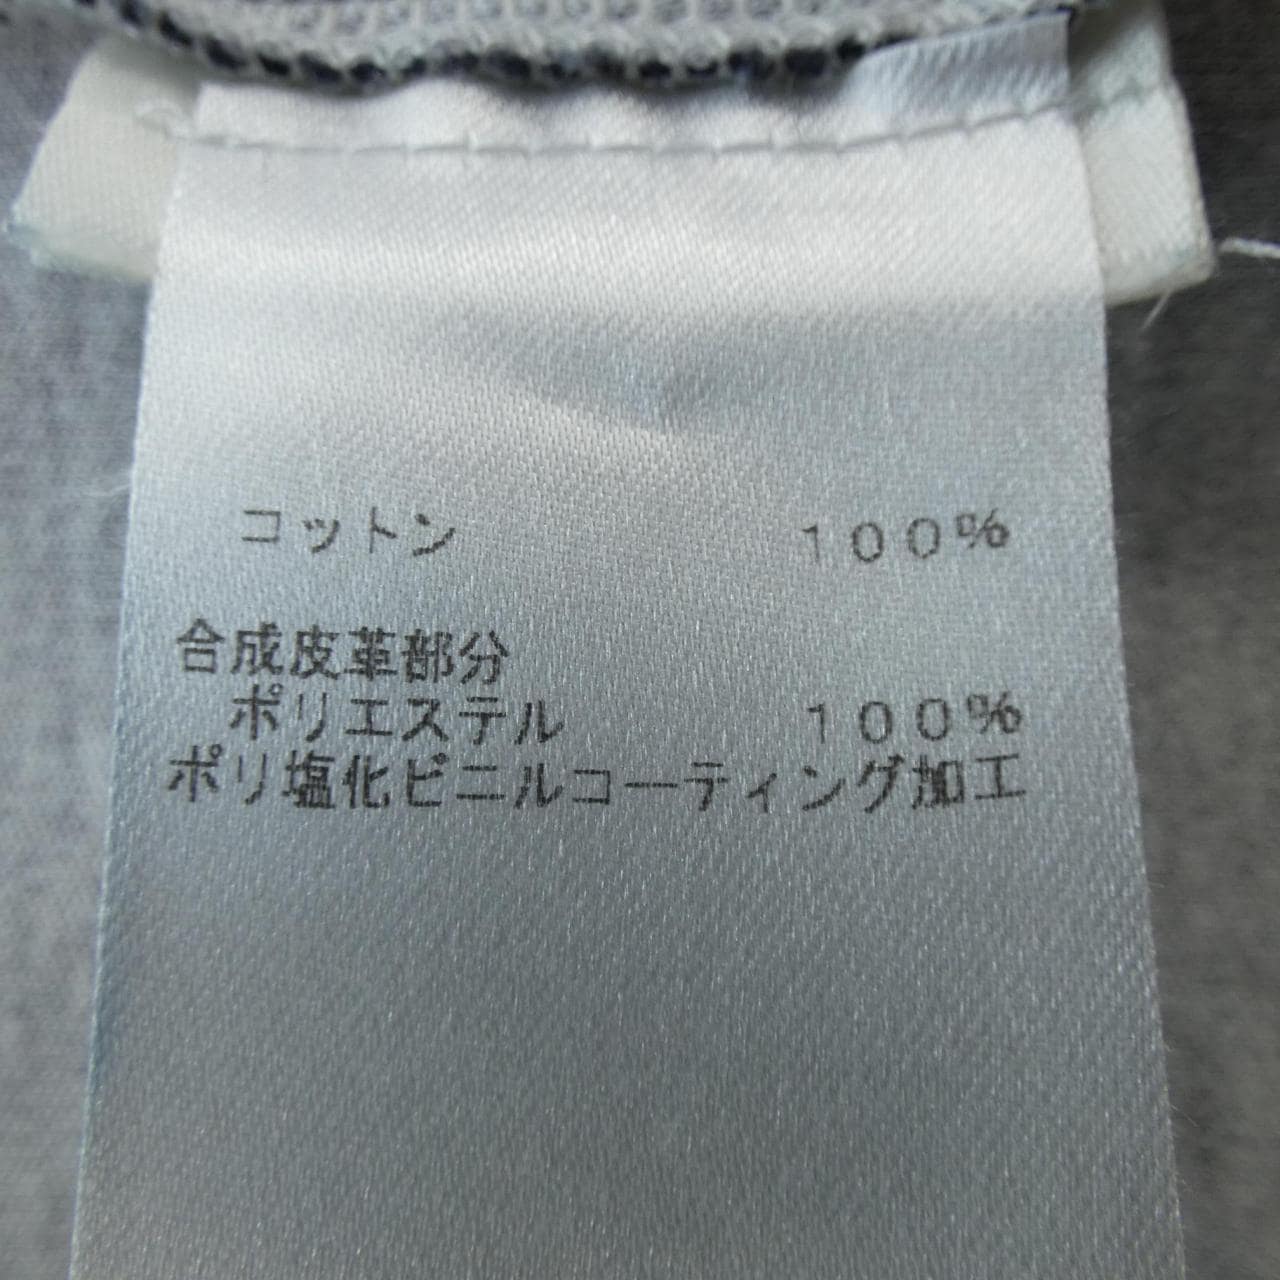 コットン 100%
合成皮革部分
ポリエステル 100%
ポリ塩化ビニルコーティング加工